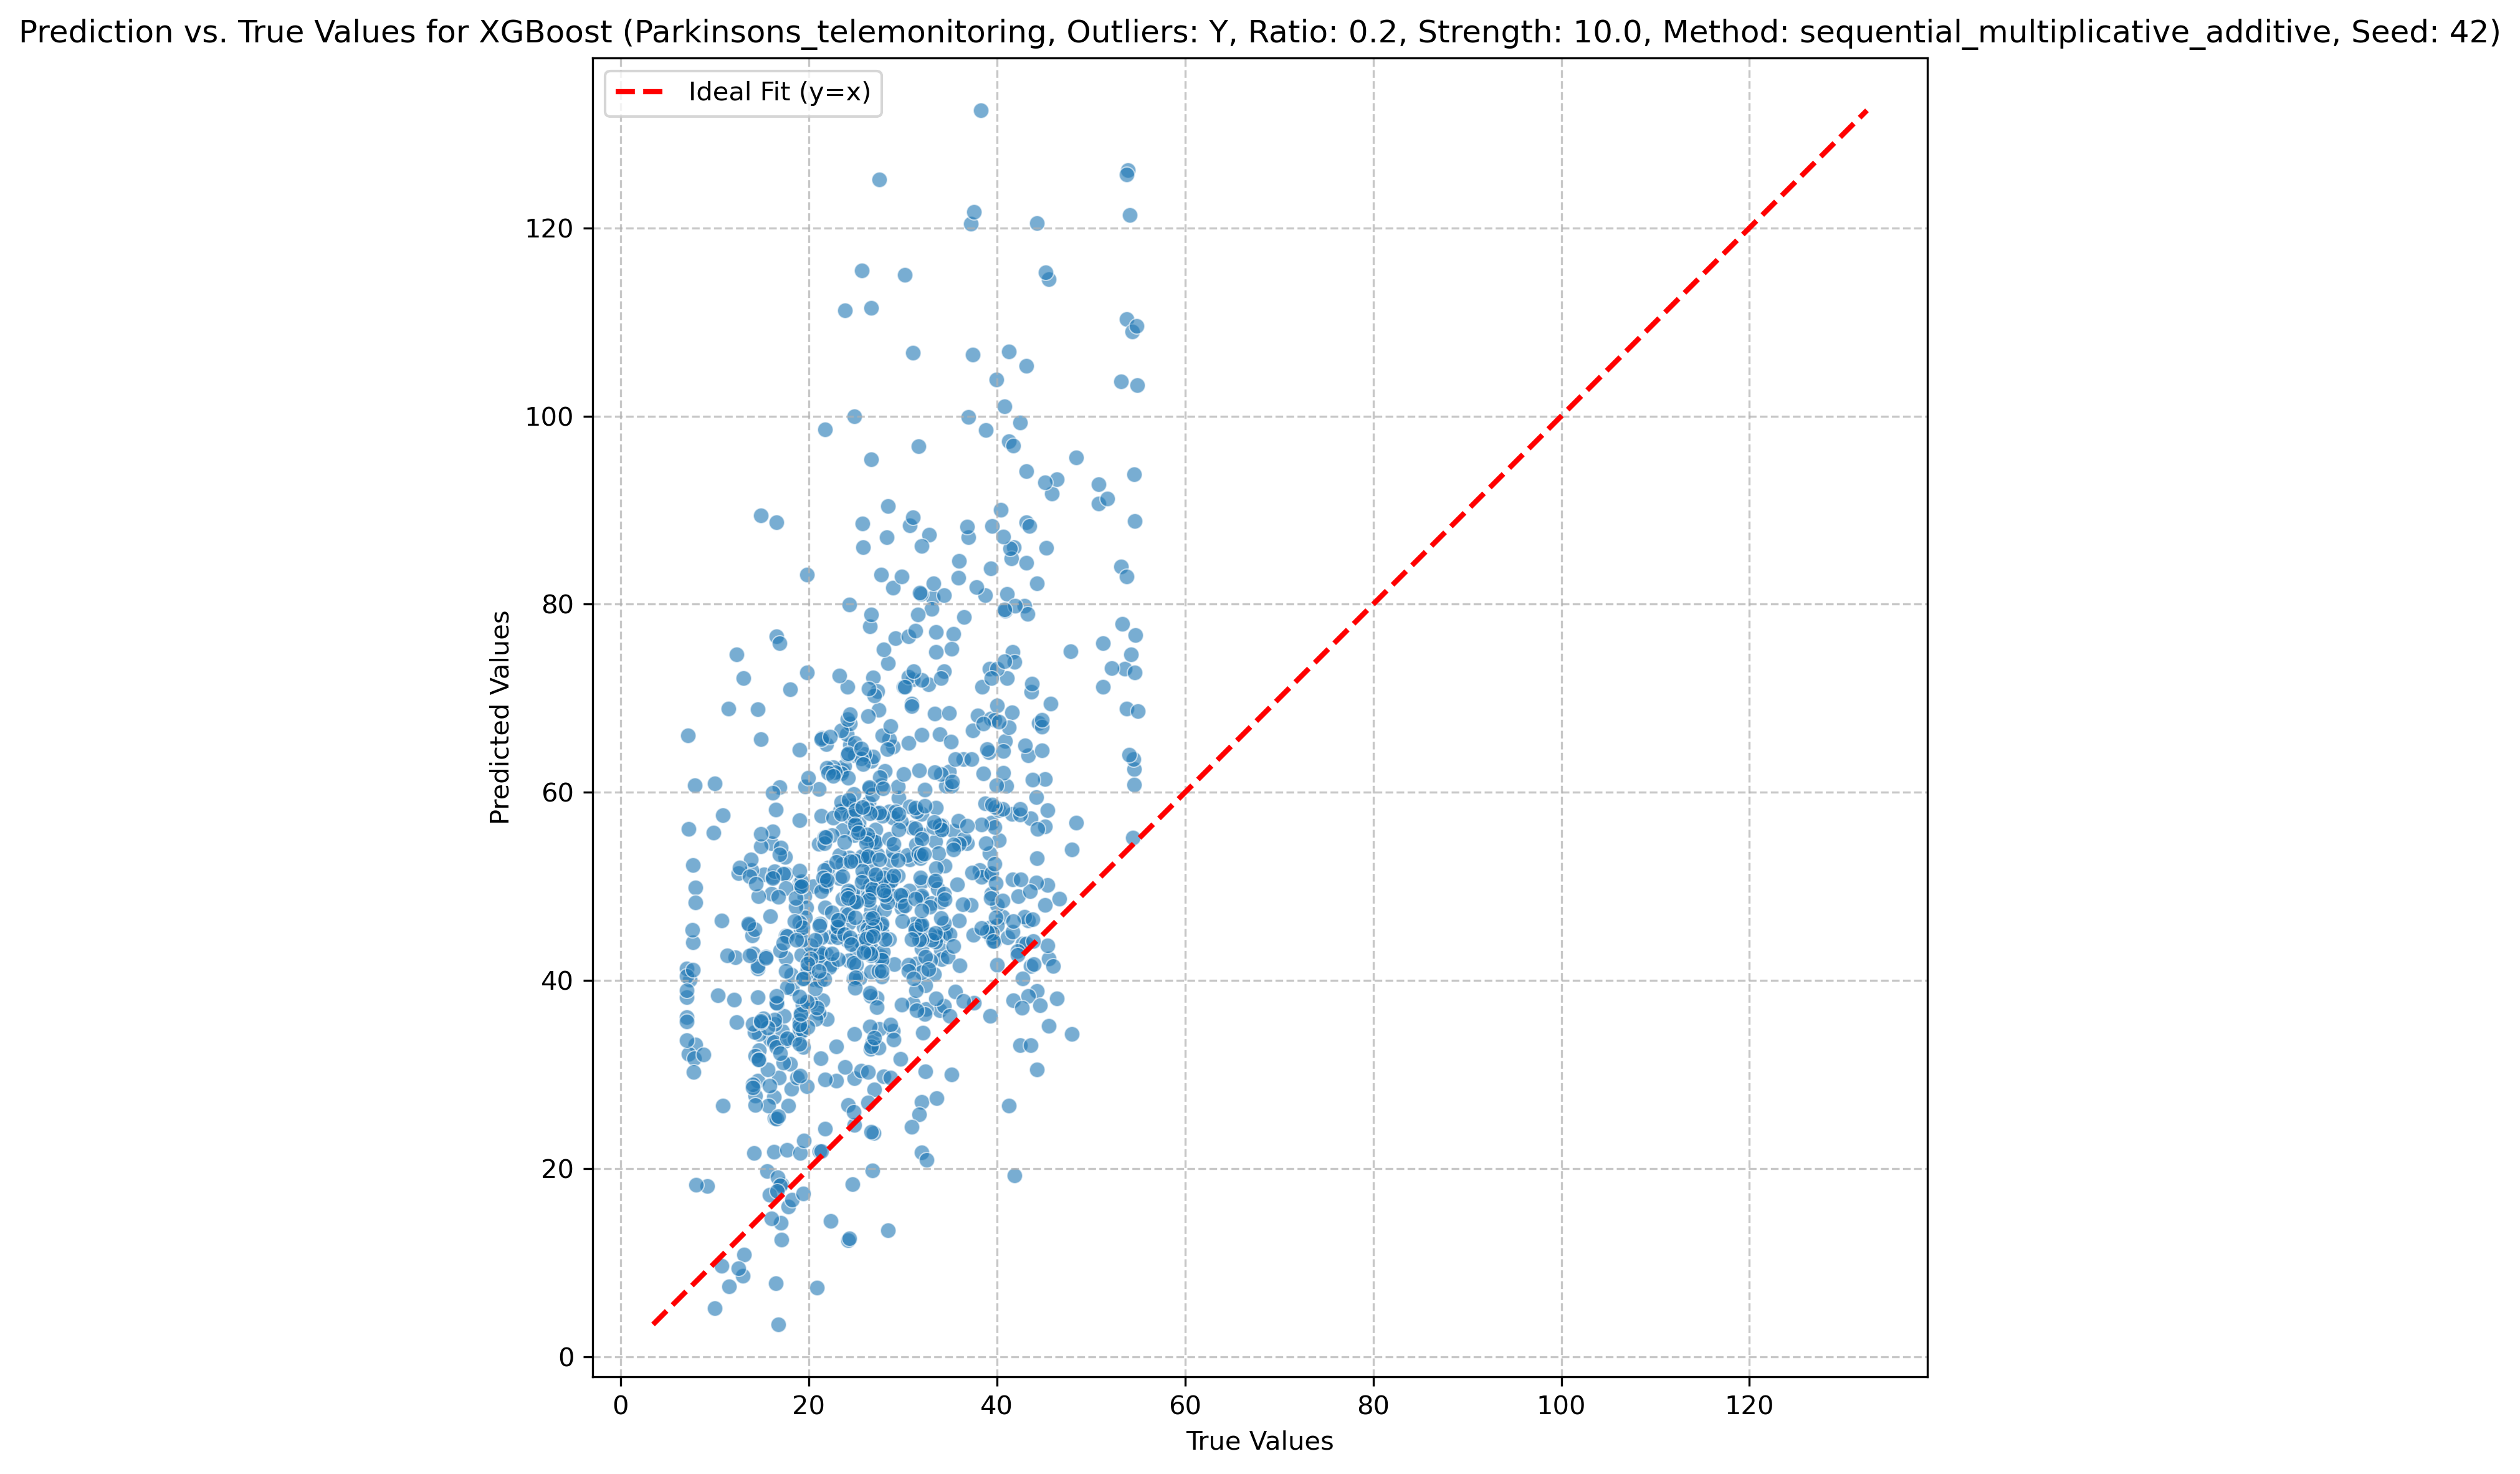 Prediction vs. True Values for XGBoost (Parkinsons_telemonitoring, Outliers: Y, Ratio: 0.2, Strength: 10.0, Method: sequential_multiplicative_additive, Seed: 42)
Ideal Fit (y=x)
120
100
80
60
40
20
0
Predicted Values
0 20 40 60 80 100 120
True Values